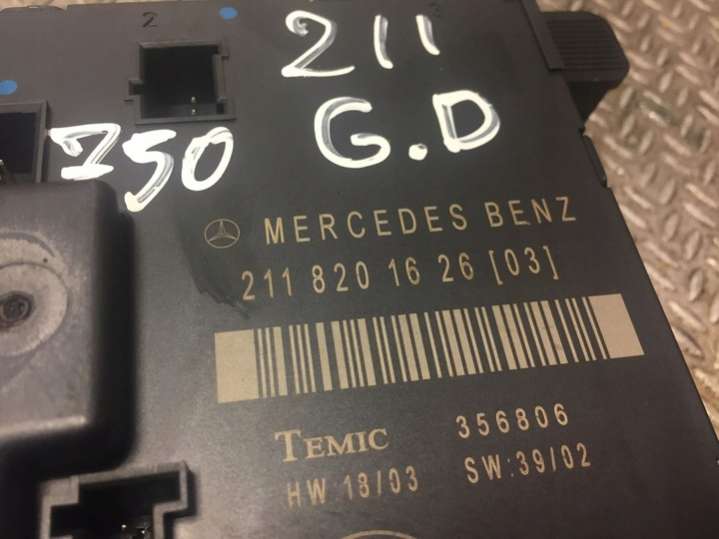 2
211
G.D
750
MERCEDES BENZ
211 820 16 26 [03]
TEMIC 356806
HW:18/03 SW:39/02